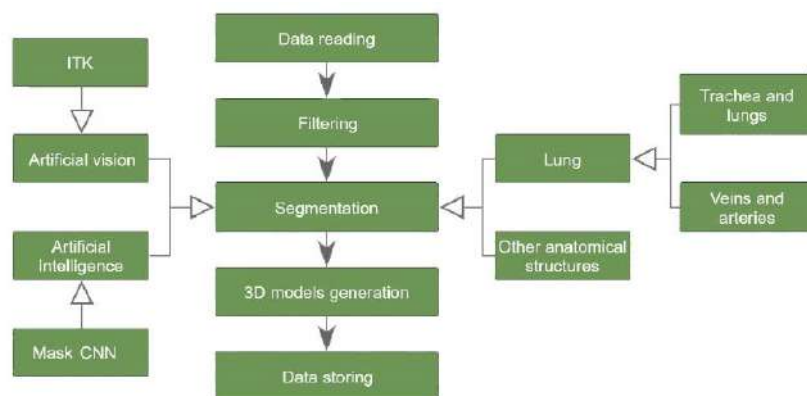 Data reading
ITK
Trachea and
lungs
Filtering
Artificial vision
Lung
Segmentation
Veins and
arteries
Artificial
Intelligence
Other anatomical
structures
3D models generation
Mask CNN
Data storing